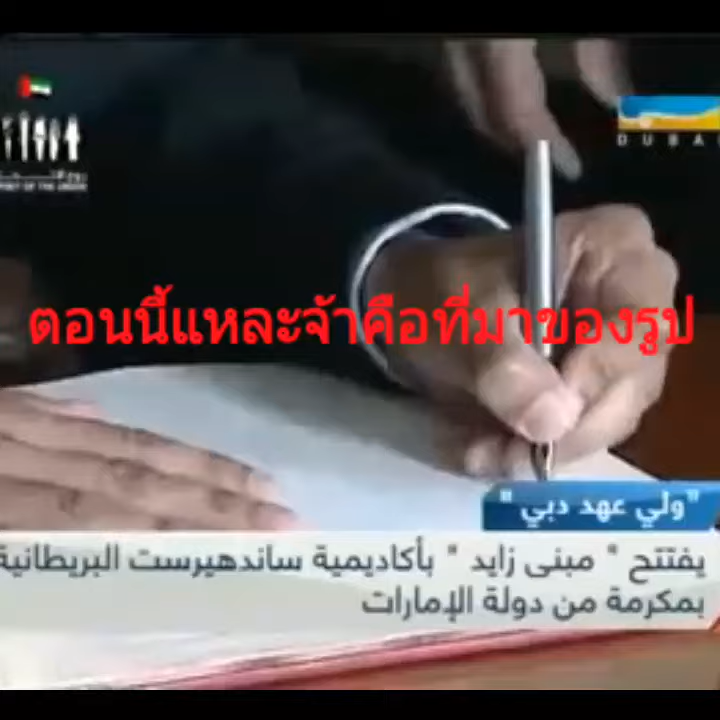 DUBAI
ตอนนี้แหละจ้าคือที่มาของรูป
"ولي عهد دبي"
يفتتح " مبنى زايد " بأكاديمية ساندهيرست البريطانية
بمكرمة من دولة الإمارات